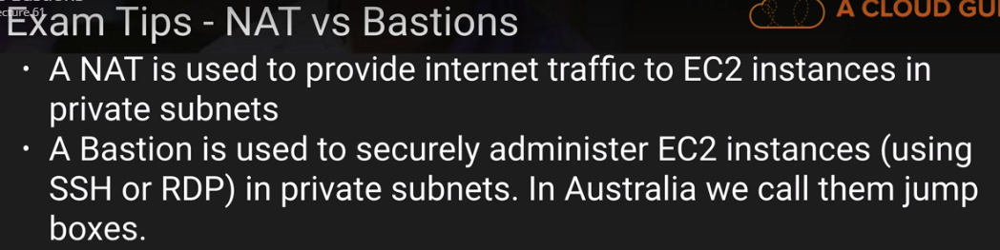 ecture 61
Exam Tips - NAT vs Bastions
A CLOUD GU
• A NAT is used to provide internet traffic to EC2 instances in
private subnets
• A Bastion is used to securely administer EC2 instances (using
SSH or RDP) in private subnets. In Australia we call them jump
boxes.